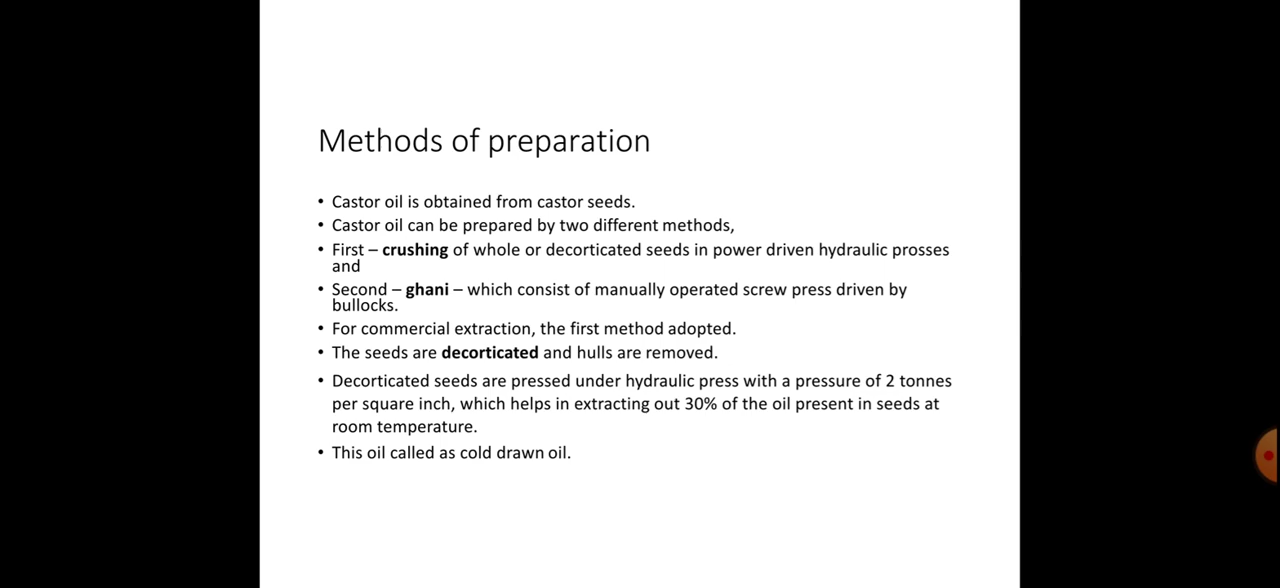 Methods of preparation
• Castor oil is obtained from castor seeds.
• Castor oil can be prepared by two different methods,
• First – crushing of whole or decorticated seeds in power driven hydraulic prosses
and
• Second – ghani – which consist of manually operated screw press driven by
bullocks.
• For commercial extraction, the first method adopted.
• The seeds are decorticated and hulls are removed.
• Decorticated seeds are pressed under hydraulic press with a pressure of 2 tonnes
per square inch, which helps in extracting out 30% of the oil present in seeds at
room temperature.
• This oil called as cold drawn oil.